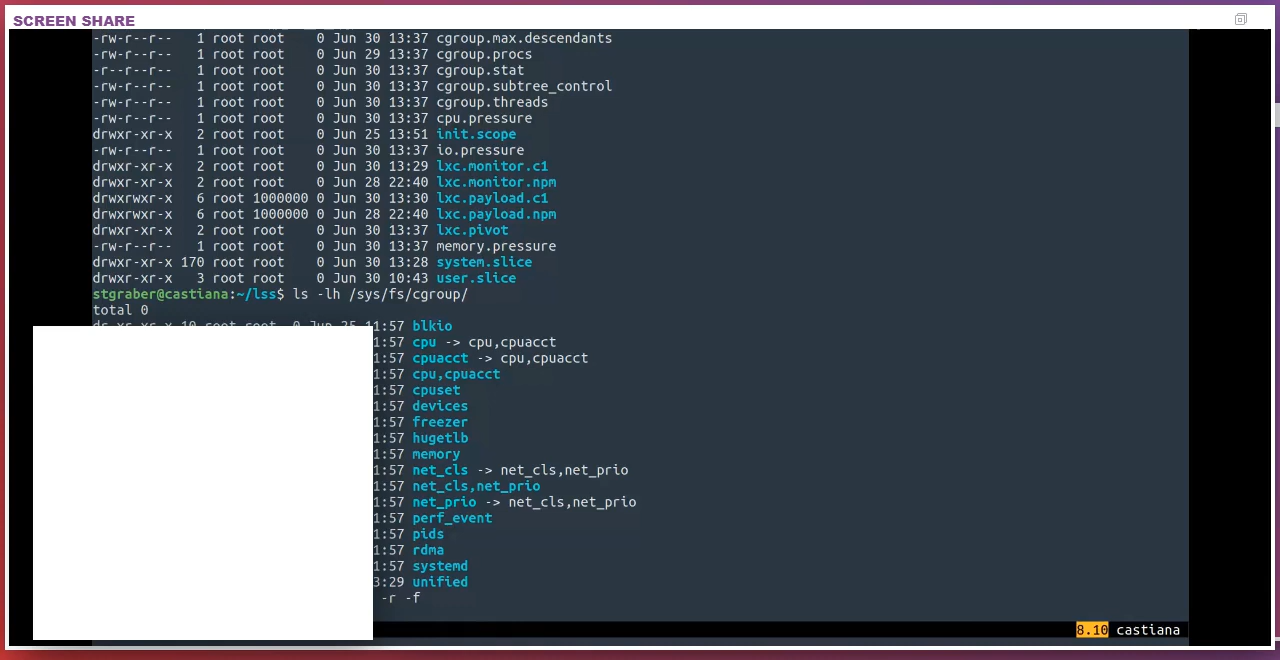 SCREEN SHARE
-rw-r--r--   1 root root    0 Jun 30 13:37 cgroup.max.descendants
-rw-r--r--   1 root root    0 Jun 29 13:37 cgroup.procs
-r--r--r--   1 root root    0 Jun 30 13:37 cgroup.stat
-rw-r--r--   1 root root    0 Jun 30 13:37 cgroup.subtree_control
-rw-r--r--   1 root root    0 Jun 30 13:37 cgroup.threads
-rw-r--r--   1 root root    0 Jun 30 13:37 cpu.pressure
drwxr-xr-x   2 root root    0 Jun 25 13:51 init.scope
-rw-r--r--   1 root root    0 Jun 30 13:37 io.pressure
drwxr-xr-x   2 root root    0 Jun 30 13:29 lxc.monitor.c1
drwxr-xr-x   2 root root    0 Jun 28 22:40 lxc.monitor.npm
drwxrwxr-x   6 root 1000000 0 Jun 30 13:30 lxc.payload.c1
drwxrwxr-x   6 root 1000000 0 Jun 28 22:40 lxc.payload.npm
drwxr-xr-x   2 root root    0 Jun 30 13:37 lxc.pivot
-rw-r--r--   1 root root    0 Jun 30 13:37 memory.pressure
drwxr-xr-x 170 root root    0 Jun 30 13:28 system.slice
drwxr-xr-x   3 root root    0 Jun 30 10:43 user.slice
stgraber@castiana:~/lss$ ls -lh /sys/fs/cgroup/
total 0
dr-xr-xr-x 10 root root  0 Jun 25 11:57 blkio
1:57 cpu -> cpu,cpuacct
1:57 cpuacct -> cpu,cpuacct
1:57 cpu,cpuacct
1:57 cpuset
1:57 devices
1:57 freezer
1:57 hugetlb
1:57 memory
1:57 net_cls -> net_cls,net_prio
1:57 net_cls,net_prio
1:57 net_prio -> net_cls,net_prio
1:57 perf_event
1:57 pids
1:57 rdma
1:57 systemd
3:29 unified
-r -f
8.10 castiana